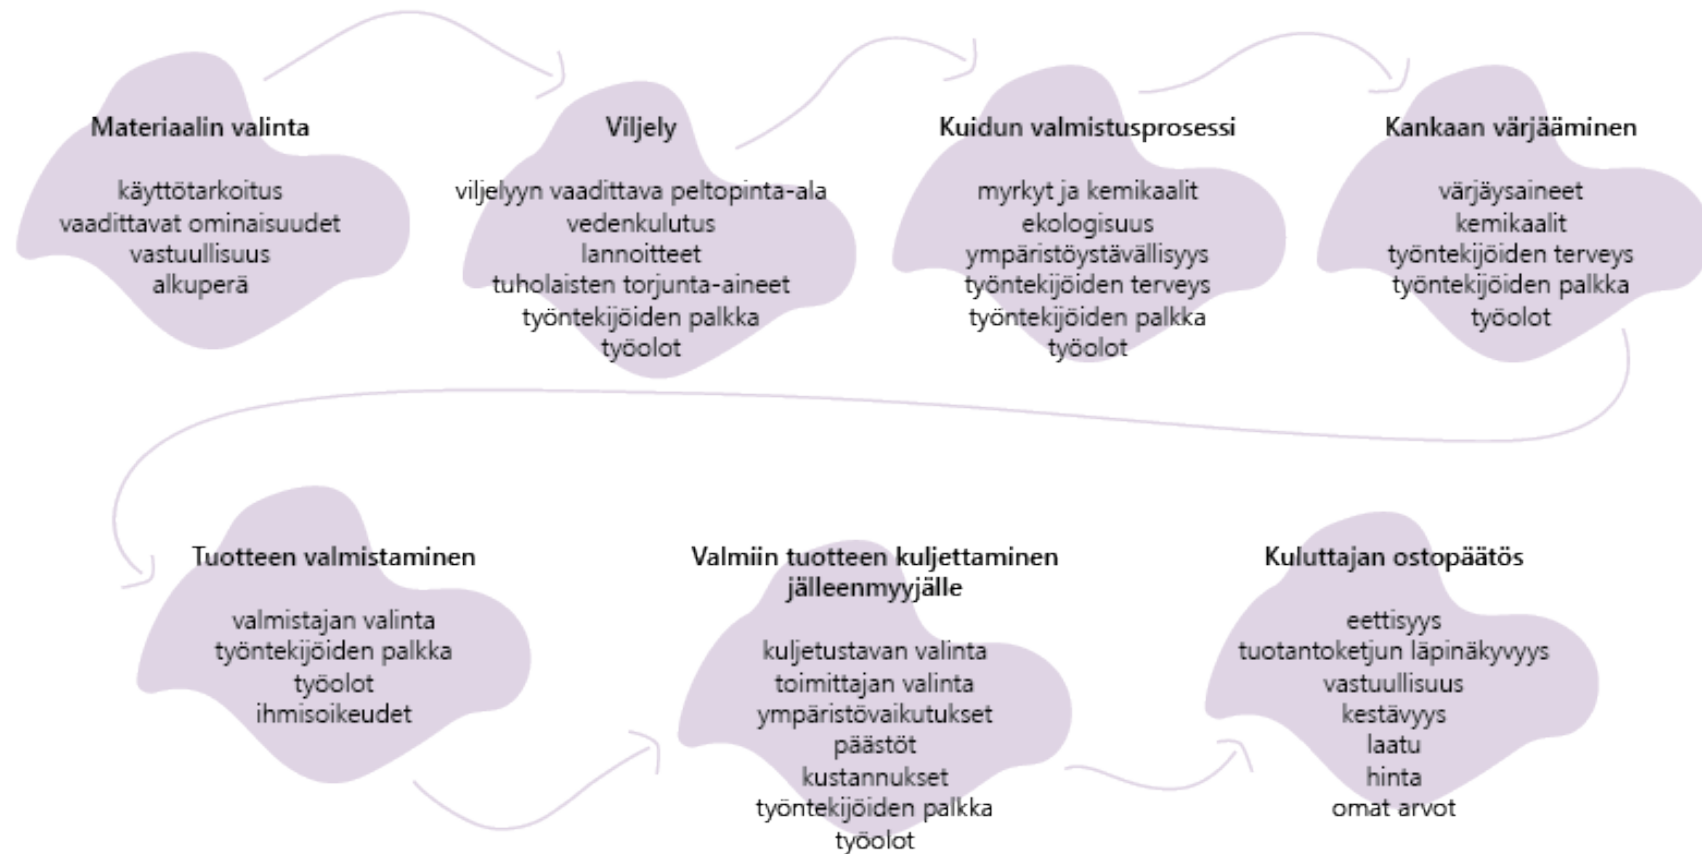 Materiaalin valinta
käyttötarkoitus
vaadittavat ominaisuudet
vastuullisuus
alkuperä
Viljely
viljelyyn vaadittava peltopinta-ala
vedenkulutus
lannoitteet
tuholaisten torjunta-aineet
työntekijöiden palkka
työolot
Kuidun valmistusprosessi
myrkyt ja kemikaalit
ekologisuus
ympäristöystävällisyys
työntekijöiden terveys
työntekijöiden palkka
työolot
Kankaan värjääminen
värjäysaineet
kemikaalit
työntekijöiden terveys
työntekijöiden palkka
työolot
Tuotteen valmistaminen
valmistajan valinta
työntekijöiden palkka
työolot
ihmisoikeudet
Valmiin tuotteen kuljettaminen
jälleenmyyjälle
kuljetustavan valinta
toimittajan valinta
ympäristövaikutukset
päästöt
kustannukset
työntekijöiden palkka
työolot
Kuluttajan ostopäätös
eettisyys
tuotantoketjun läpinäkyvyys
vastuullisuus
kestävyys
laatu
hinta
omat arvot